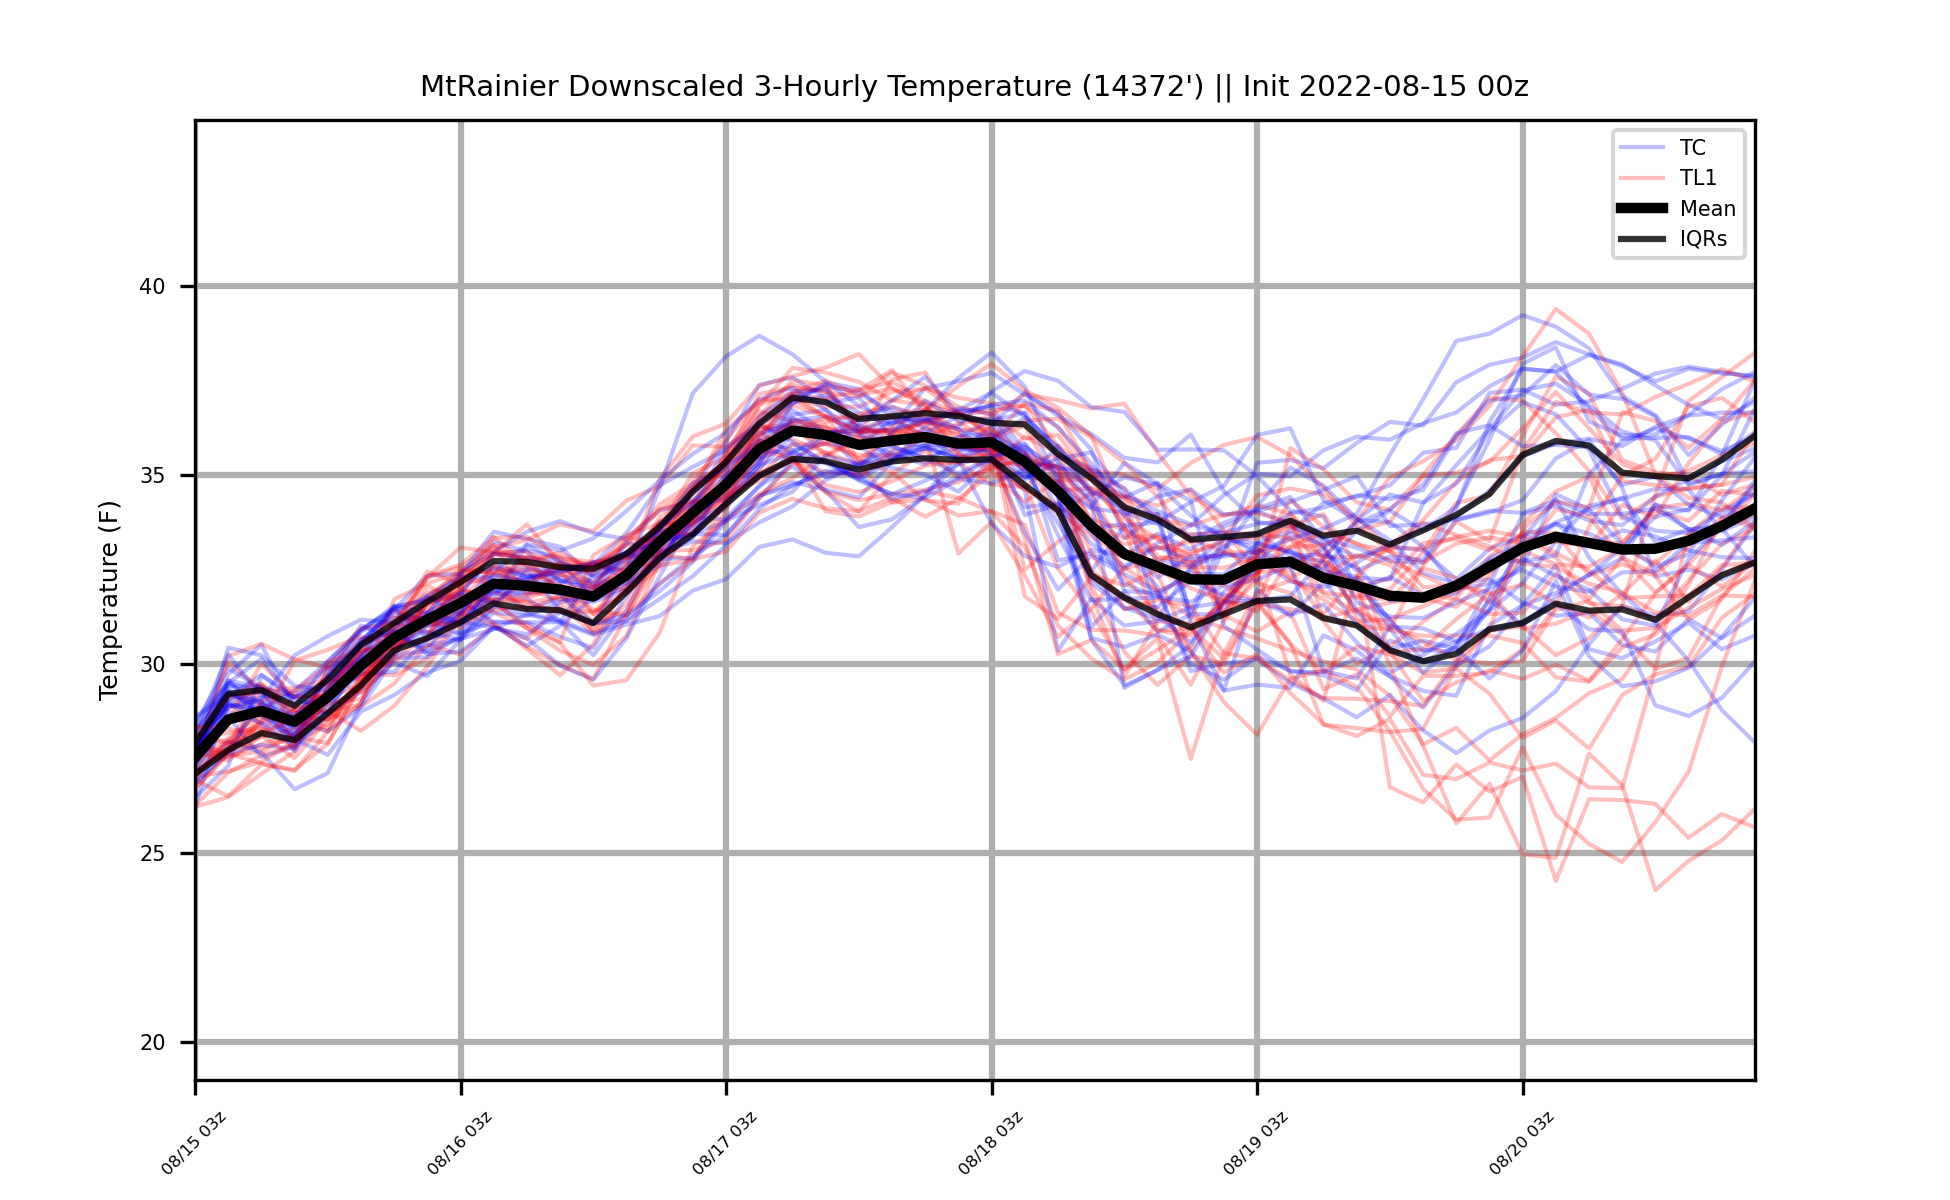 MtRainier Downscaled 3-Hourly Temperature (14372') || Init 2022-08-15 00z
TC
TL1
Mean
IQRs
Temperature (F)
40
35
30
25
20
08/15 03z
08/16 03z
08/17 03z
08/18 03z
08/19 03z
08/20 03z